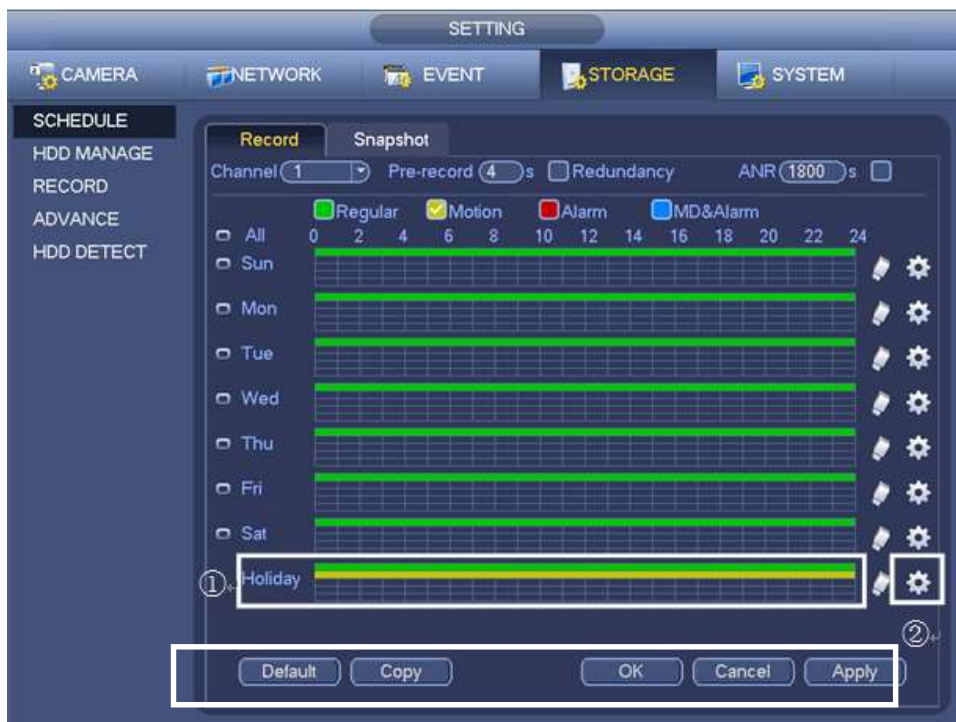 SETTING
CAMERA NETWORK EVENT STORAGE SYSTEM
SCHEDULE
HDD MANAGE
RECORD
ADVANCE
HDD DETECT
Record Snapshot
Channel 1 Pre-record 4 s Redundancy ANR 1800 s
Regular Motion Alarm MD&Alarm
All 0 2 4 6 8 10 12 14 16 18 20 22 24
Sun
Mon
Tue
Wed
Thu
Fri
Sat
① Holiday
②
Default Copy OK Cancel Apply